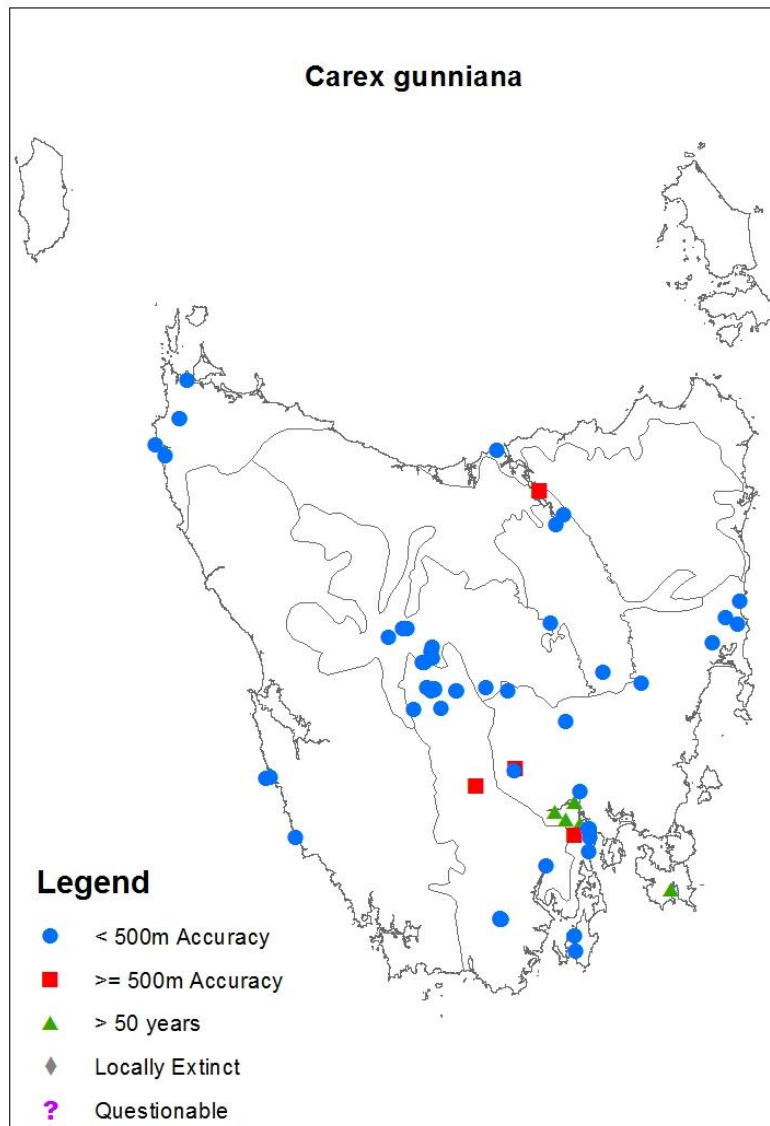 Carex gunniana
Legend
< 500m Accuracy
>= 500m Accuracy
> 50 years
Locally Extinct
? Questionable